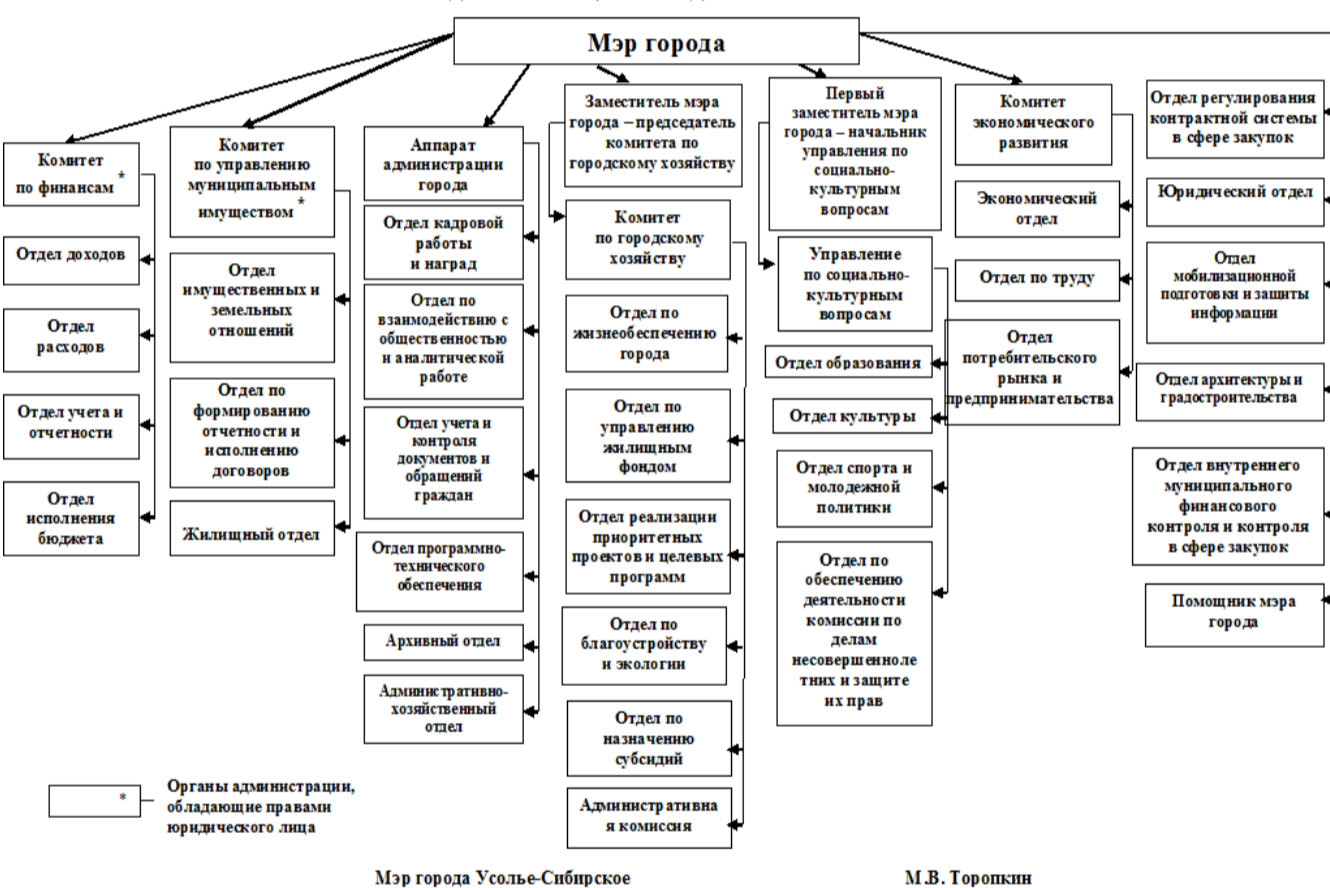 Мэр города
Комитет
по финансам *
Отдел доходов
Отдел
расходов
Отдел учета и
отчетности
Отдел
исполнения
бюджета
Комитет
по управлению
муниципальным
имуществом *
Отдел
имущественных и
земельных
отношений
Отдел по
формированию
отчетности и
исполнению
договоров
Жилищный отдел
Аппарат
администрации
города
Отдел кадровой
работы
и наград
Отдел по
взаимодействию с
общественностью
и аналитической
работе
Отдел учета и
контроля
документов и
обращений
граждан
Отдел программно-
технического
обеспечения
Архивный отдел
Административно-
хозяйственный
отдел
Заместитель мэра
города – председатель
комитета по
городскому хозяйству
Комитет
по городскому
хозяйству
Отдел по
жизнеобеспечению
города
Отдел по
управлению
жилищным
фондом
Отдел реализации
приоритетных
проектов и целевых
программ
Отдел по
благоустройству
и экологии
Отдел по
назначению
субсидий
Административна
я комиссия
Первый
заместитель мэра
города – начальник
управления по
социально-
культурным
вопросам
Управление
по социально-
культурным
вопросам
Отдел образования
Отдел культуры
Отдел спорта и
молодежной
политики
Отдел по
обеспечению
деятельности
комиссии по
делам
несовершенноле
тних и защите
их прав
Комитет
экономического
развития
Экономический
отдел
Отдел по труду
Отдел
потребительского
рынка и
предпринимательства
Отдел регулирования
контрактной системы
в сфере закупок
Юридический отдел
Отдел
мобилизационной
подготовки и защиты
информации
Отдел архитектуры и
градостроительства
Отдел внутреннего
муниципального
финансового
контроля и контроля
в сфере закупок
Помощник мэра
города
*
Органы администрации,
обладающие правами
юридического лица
Мэр города Усолье-Сибирское М.В. Торопкин